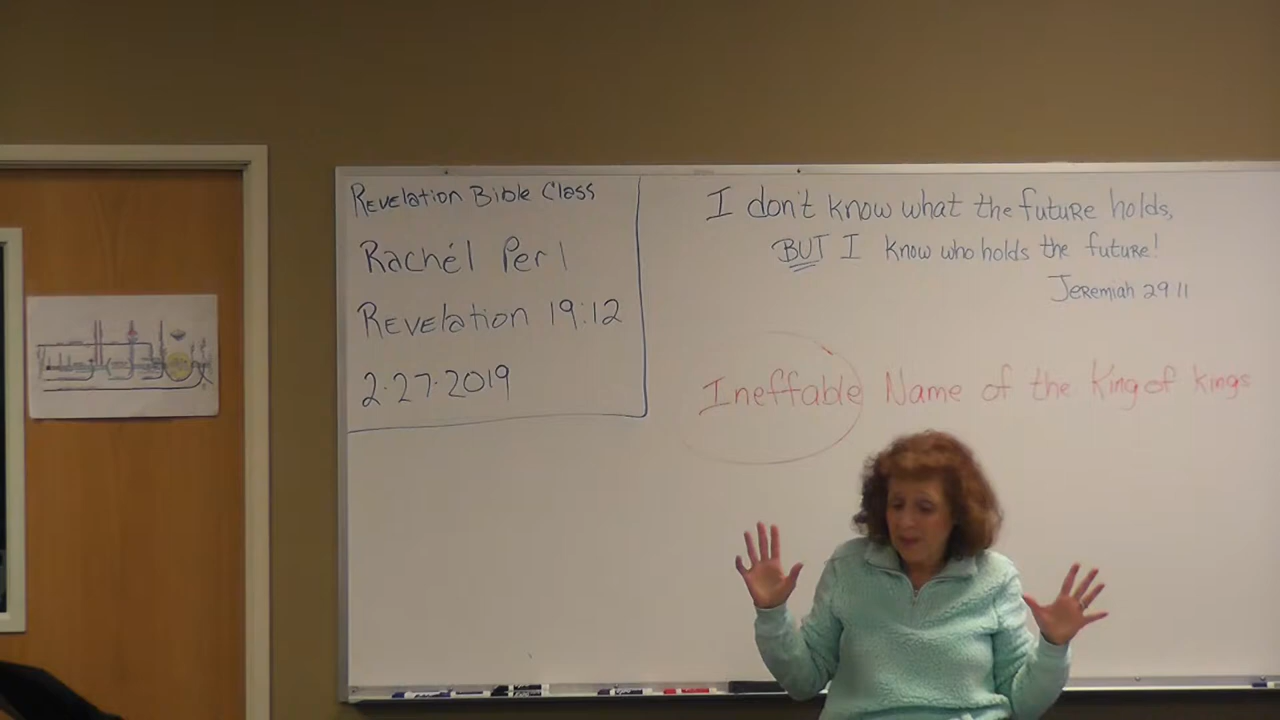 Revelation Bible Class
Rachél Perl
Revelation 19:12
2.27.2019
I don't know what the future holds,
BUT I know who holds the future!
Jeremiah 29 11
Ineffable Name of the King of kings